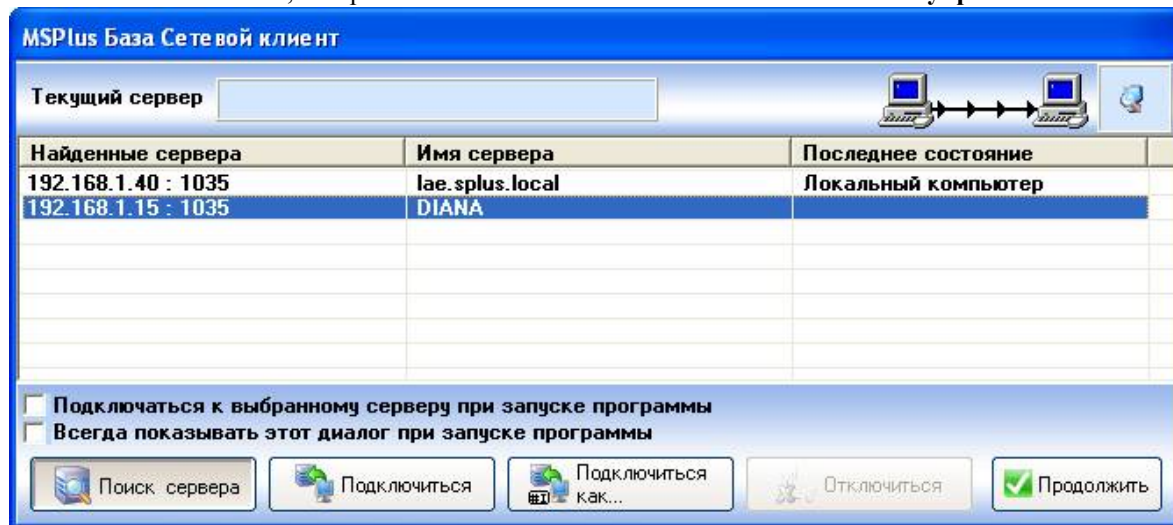 MSPlus База Сетевой клиент
Текущий сервер
Найденные сервера Имя сервера Последнее состояние
192.168.1.40 : 1035 lae.splus.local Локальный компьютер
192.168.1.15 : 1035 DIANA
Подключаться к выбранному серверу при запуске программы
Всегда показывать этот диалог при запуске программы
Поиск сервера Подключиться Подключиться как... Отключиться Продолжить